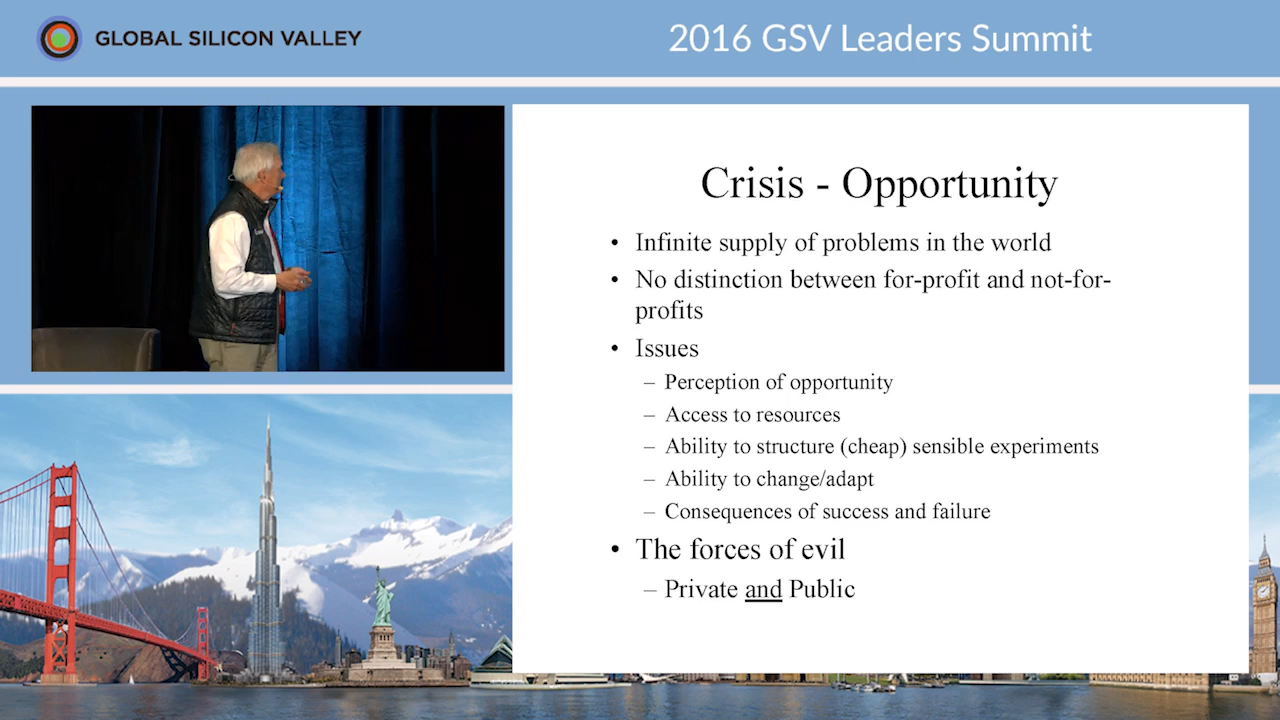 GLOBAL SILICON VALLEY
2016 GSV Leaders Summit
Crisis - Opportunity
• Infinite supply of problems in the world
• No distinction between for-profit and not-for-
profits
• Issues
– Perception of opportunity
– Access to resources
– Ability to structure (cheap) sensible experiments
– Ability to change/adapt
– Consequences of success and failure
• The forces of evil
– Private and Public